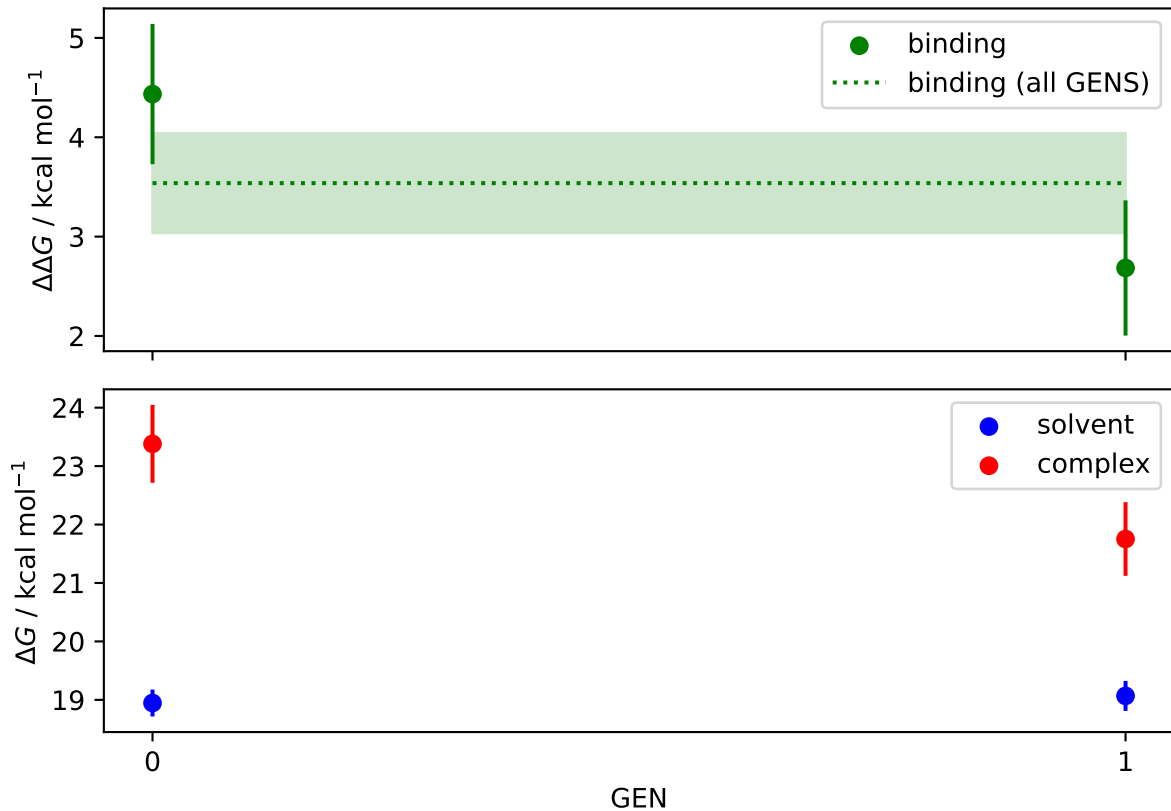 5
4
3
2
ΔΔG / kcal mol⁻¹
binding
binding (all GENS)
24
23
22
21
20
19
ΔG / kcal mol⁻¹
solvent
complex
0
1
GEN